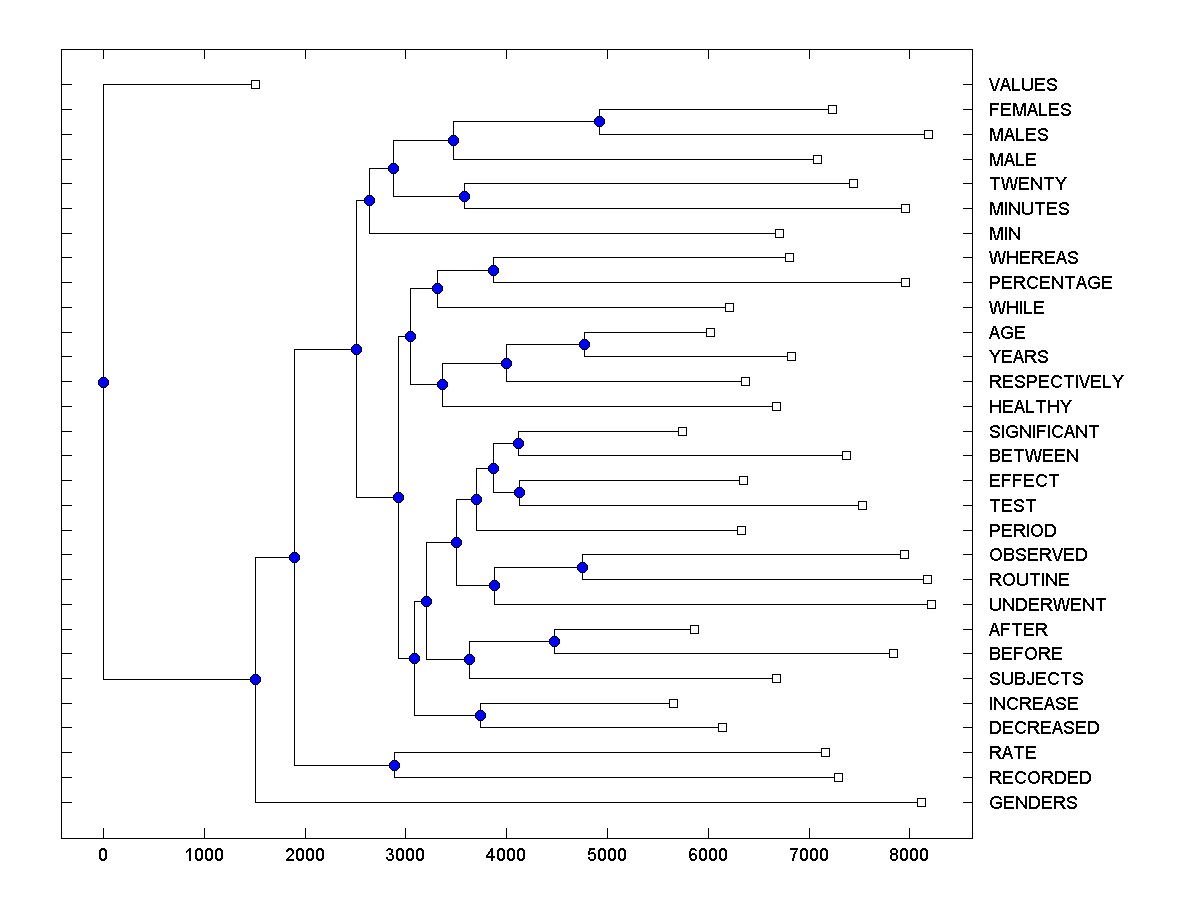 VALUES
FEMALES
MALES
MALE
TWENTY
MINUTES
MIN
WHEREAS
PERCENTAGE
WHILE
AGE
YEARS
RESPECTIVELY
HEALTHY
SIGNIFICANT
BETWEEN
EFFECT
TEST
PERIOD
OBSERVED
ROUTINE
UNDERWENT
AFTER
BEFORE
SUBJECTS
INCREASE
DECREASED
RATE
RECORDED
GENDERS
0 1000 2000 3000 4000 5000 6000 7000 8000